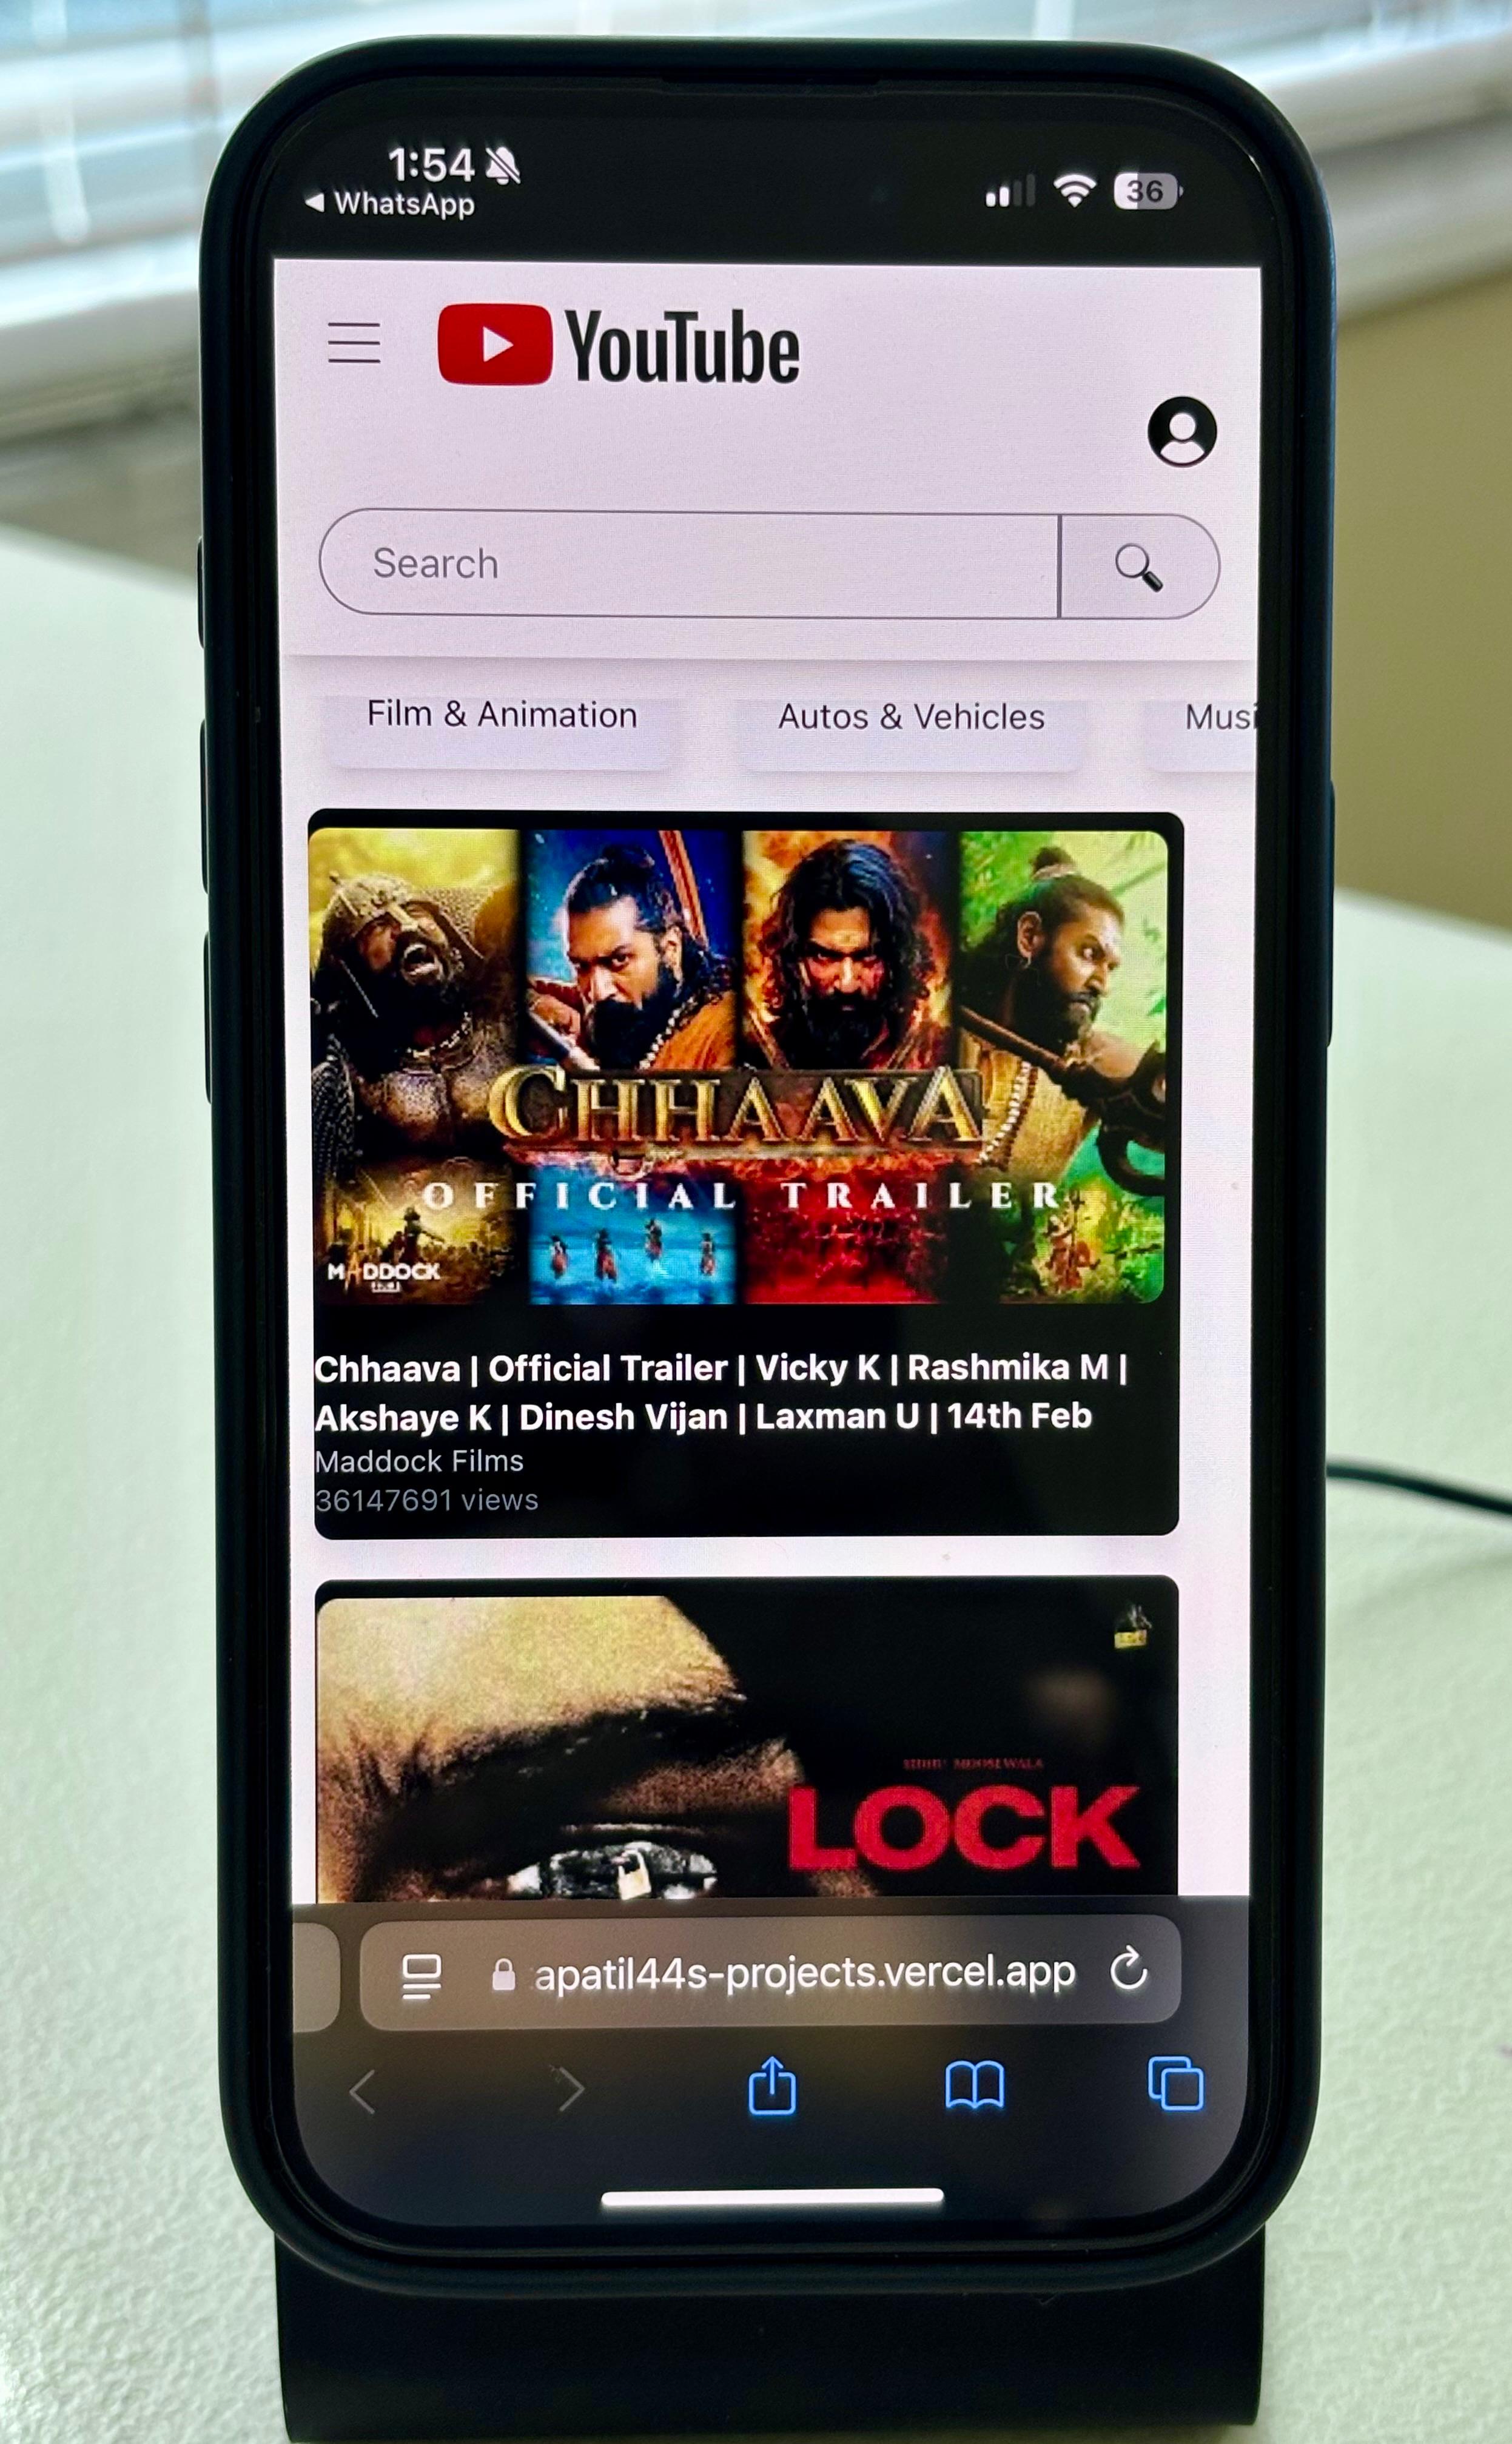 1:54
WhatsApp
36
YouTube
Search
Film & Animation
Autos & Vehicles
Musi
CHHAAVA
OFFICIAL TRAILER
MADDOCK
Chhaava | Official Trailer | Vicky K | Rashmika M |
Akshaye K | Dinesh Vijan | Laxman U | 14th Feb
Maddock Films
36147691 views
MOOSEWALA
LOCK
apatil44s-projects.vercel.app